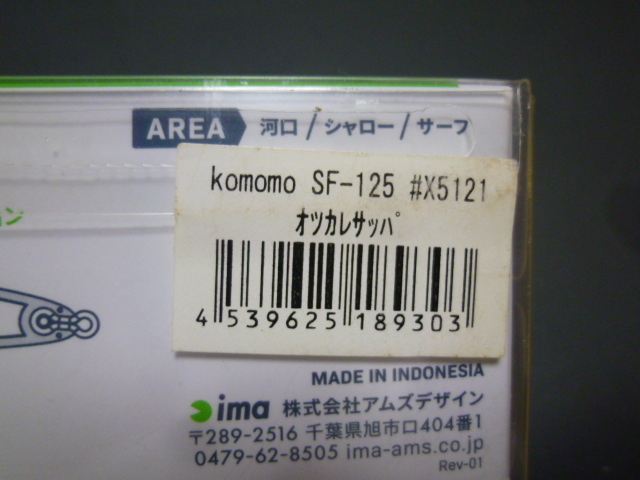 AREA 河口 / シャロー / サーフ
komomo SF-125 #X5121
ｵﾂｶﾚｻｯﾊﾟ
ョン
4 539625 189303
MADE IN INDONESIA
ima 株式会社アムズデザイン
〒289-2516 千葉県旭市ロ404番1
0479-62-8505 ima-ams.co.jp
Rev-01